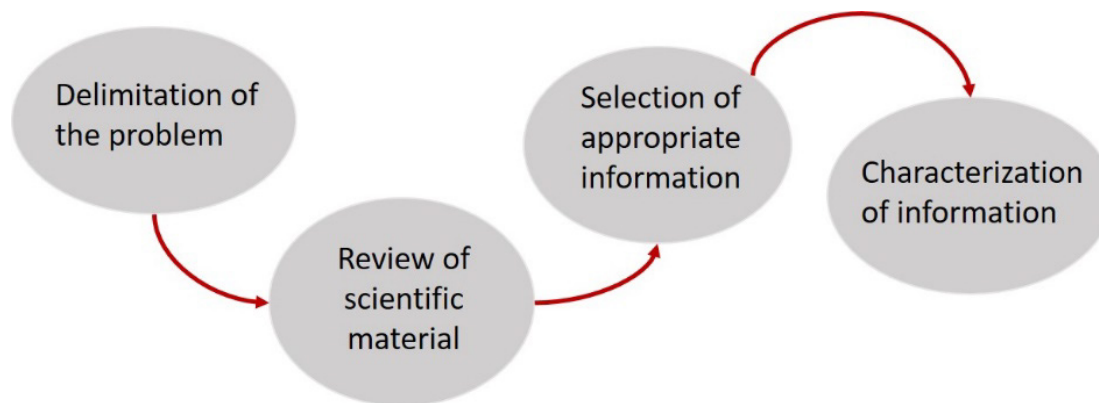 Delimitation of
the problem
Review of
scientific
material
Selection of
appropriate
information
Characterization
of information